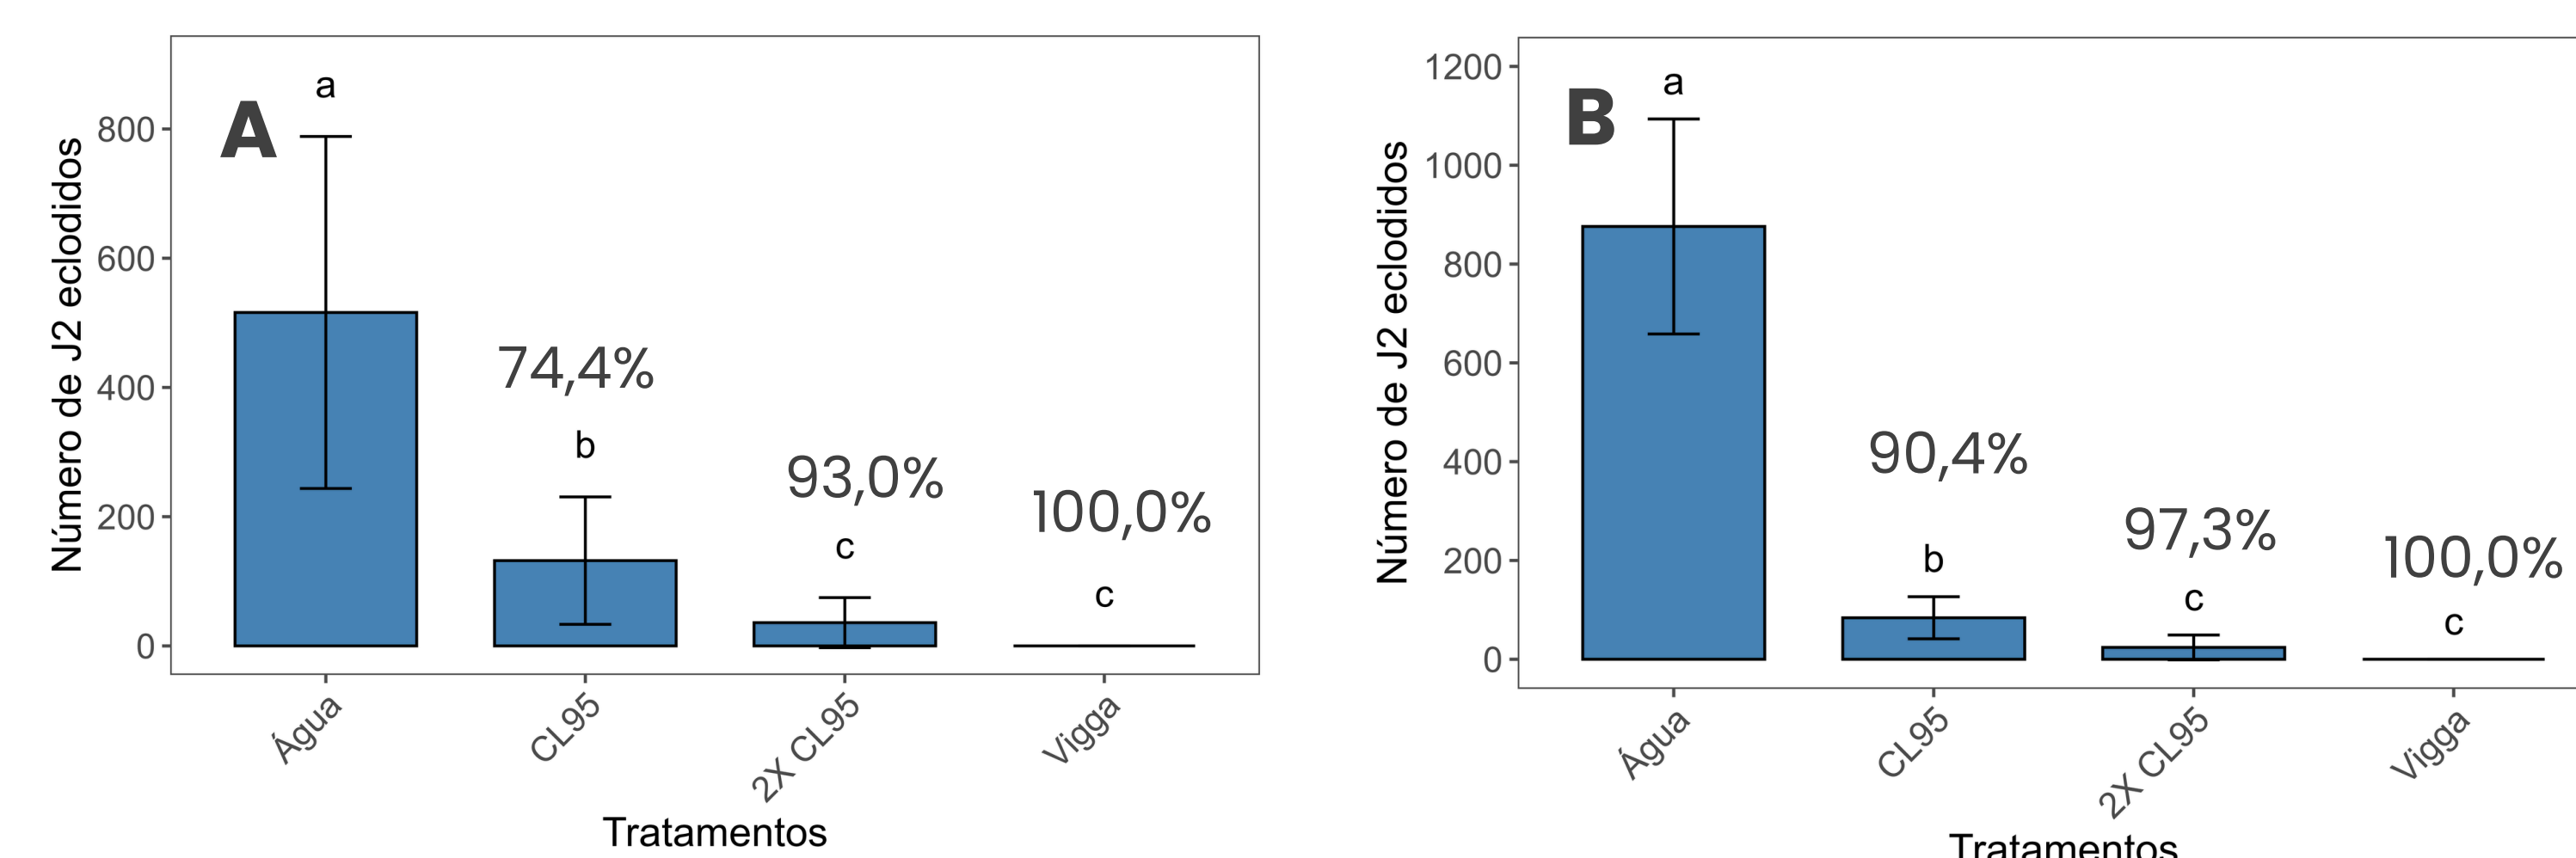 A
a
800
600
400
200
0
Número de J2 eclodidos
74,4%
b
93,0%
c
100,0%
c
Água
CL95
2X CL95
Vigga
Tratamentos
B
a
1200
1000
800
600
400
200
0
Número de J2 eclodidos
90,4%
b
97,3%
c
100,0%
c
Água
CL95
2X CL95
Vigga
Tratamentos